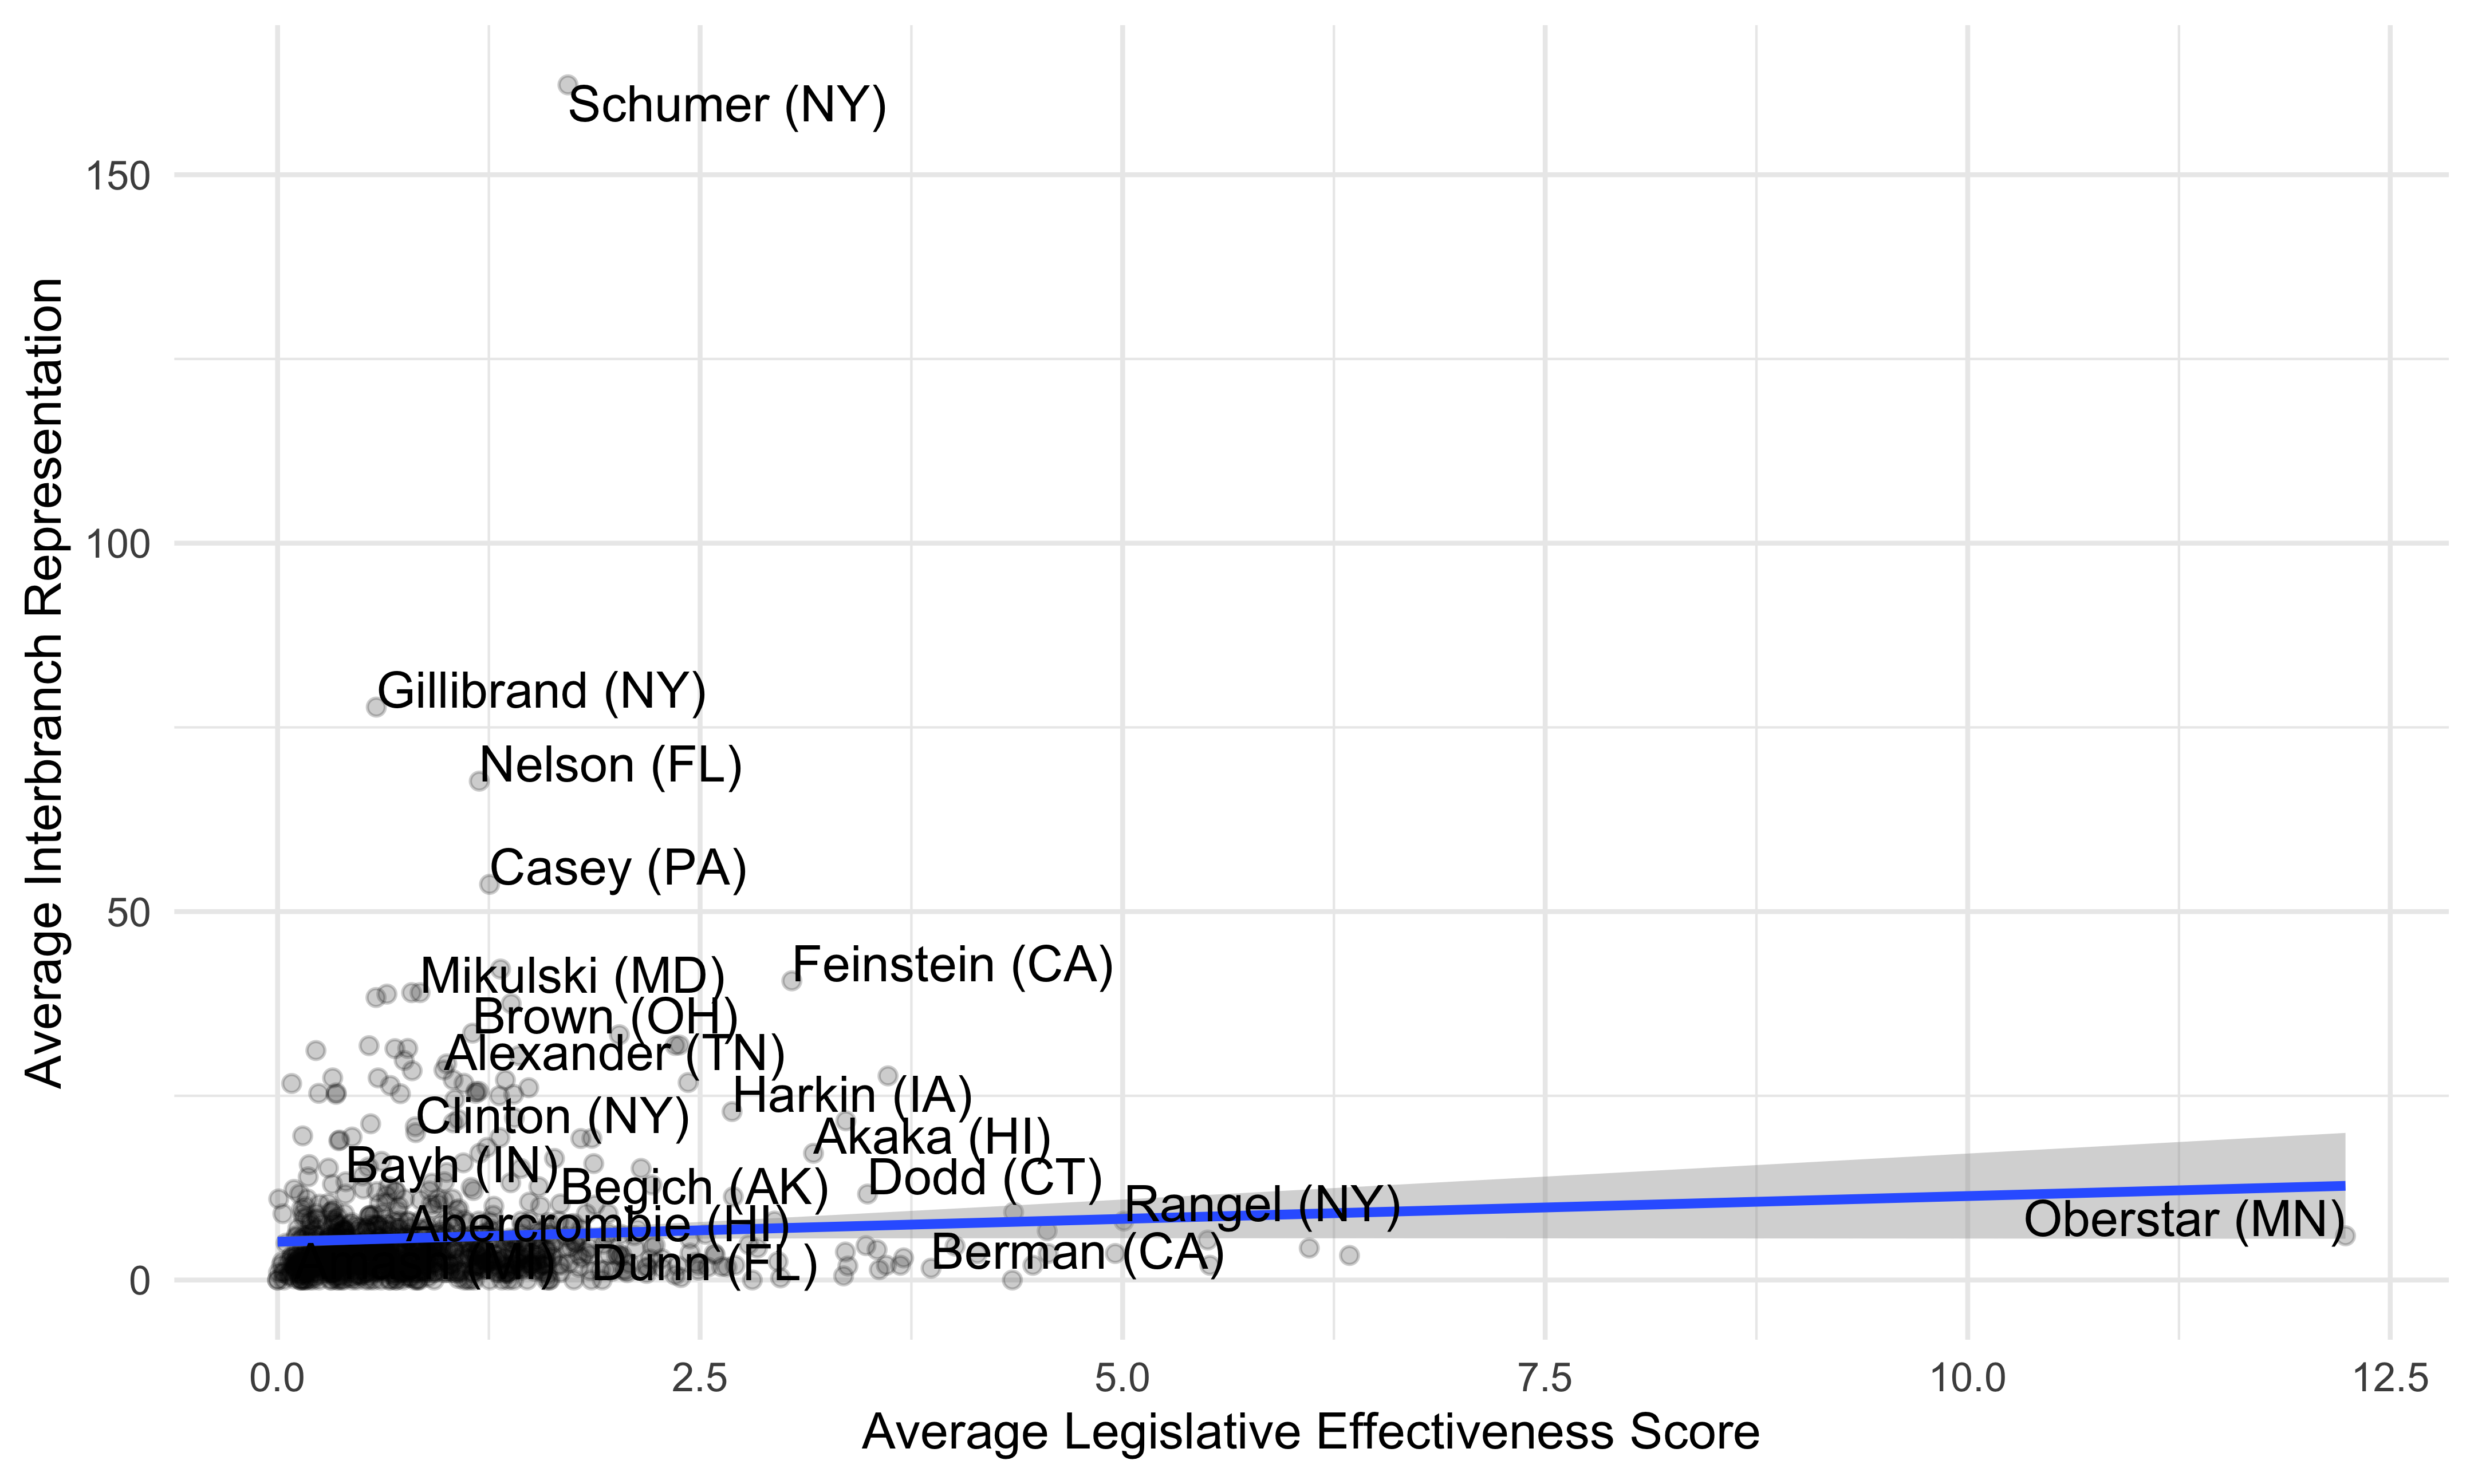 Schumer (NY)
150
Average Interbranch Representation
100
Gillibrand (NY)
Nelson (FL)
Casey (PA)
50
Feinstein (CA)
Mikulski (MD)
Brown (OH)
Alexander (TN)
Harkin (IA)
Clinton (NY)
Akaka (HI)
Bayh (IN)
Dodd (CT)
Begich (AK)
Rangel (NY)
Oberstar (MN)
Abercrombie (HI)
Berman (CA)
(MI)
Dunn (FL)
0
0.0 2.5 5.0 7.5 10.0 12.5
Average Legislative Effectiveness Score